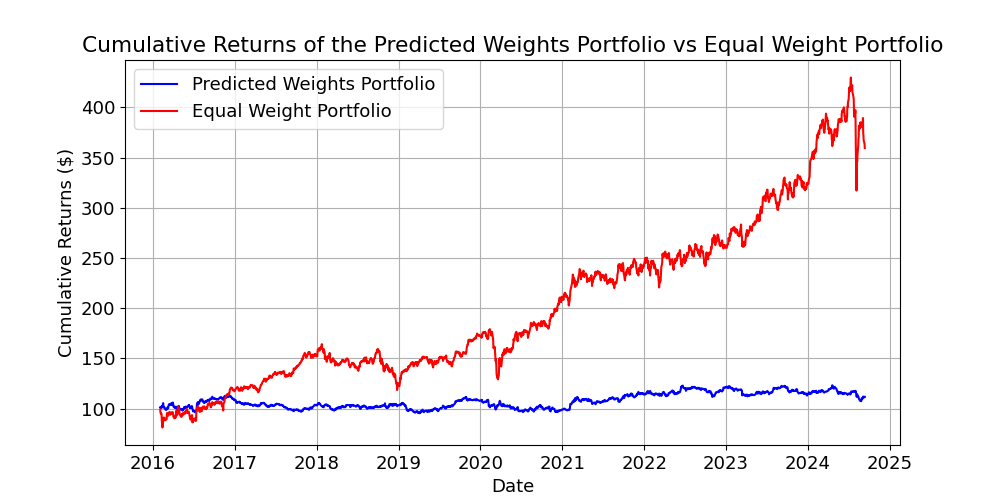 Cumulative Returns of the Predicted Weights Portfolio vs Equal Weight Portfolio
Predicted Weights Portfolio
Equal Weight Portfolio
Cumulative Returns ($)
400
350
300
250
200
150
100
2016 2017 2018 2019 2020 2021 2022 2023 2024 2025
Date